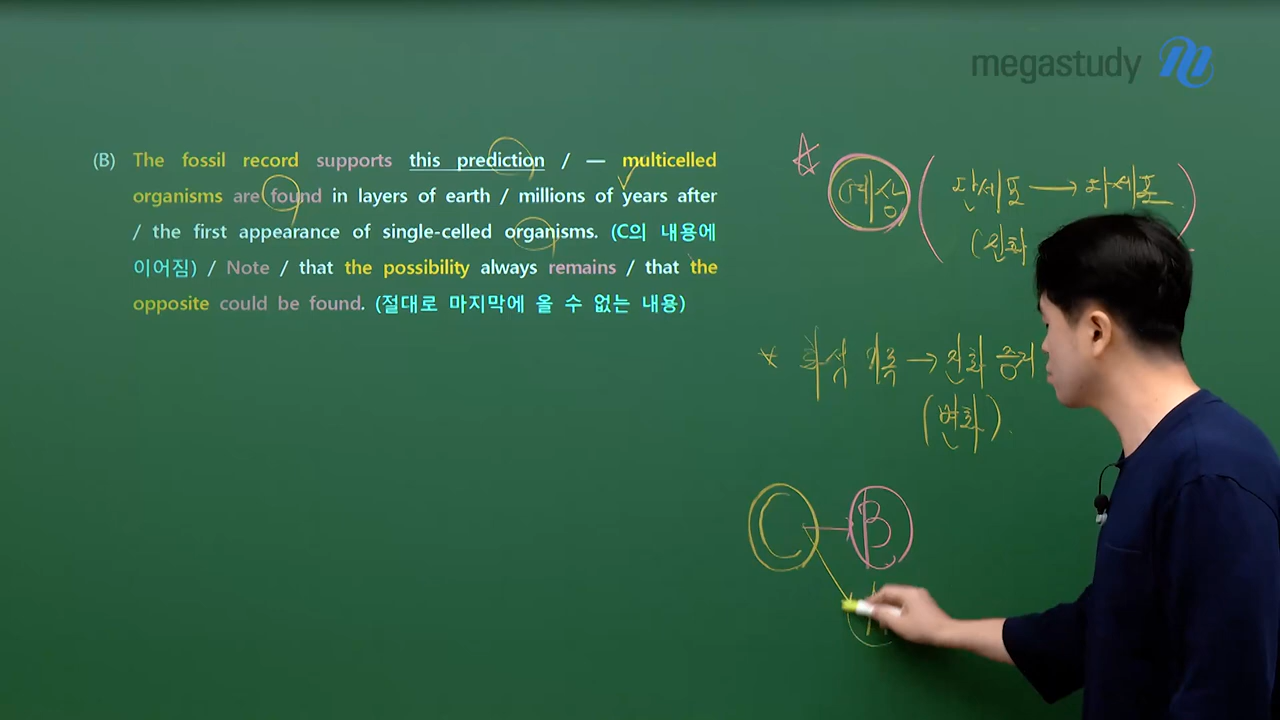 megastudy
(B) The fossil record supports this prediction / — multicelled
organisms are found in layers of earth / millions of years after
/ the first appearance of single-celled organisms. (C의 내용에
이어짐) / Note / that the possibility always remains / that the
opposite could be found. (절대로 마지막에 올 수 없는 내용)
예상 ( 단세포 → 다세포 )
(진화
화석 기록 → 진화 증거
(변화).
C B
A